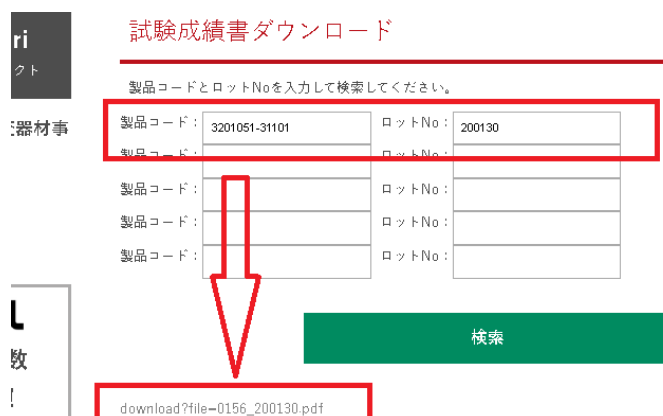 試験成績書ダウンロード
ri
クト
製品コードとロットNoを入力して検索してください。
器材事
製品コード： 3201051-31101 ロットNo： 200130
製品コード： ロットNo：
製品コード： ロットNo：
製品コード： ロットNo：
製品コード： ロットNo：
数
検索
download?file=0156_200130.pdf